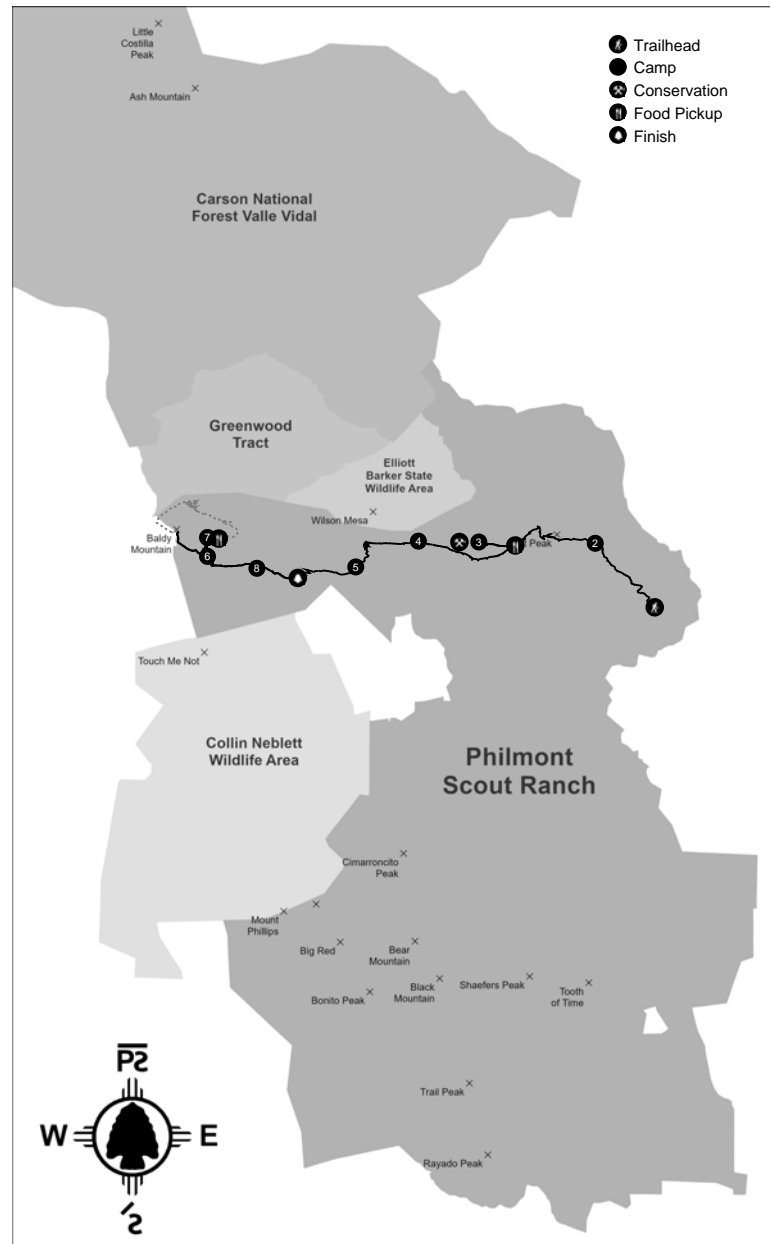 Little
Costilla
Peak
Ash Mountain
Trailhead
Camp
Conservation
Food Pickup
Finish
Carson National
Forest Valle Vidal
Greenwood
Tract
Elliott
Barker State
Wildlife Area
Wilson Mesa
Baldy
Mountain
7
6
8
5
4
3
Peak
2
Touch Me Not
Collin Neblett
Wildlife Area
Philmont
Scout Ranch
Cimarroncito
Peak
Mount
Phillips
Big Red
Bear
Mountain
Bonito Peak
Black
Mountain
Shaefers Peak
Tooth
of Time
Trail Peak
Rayado Peak
W E